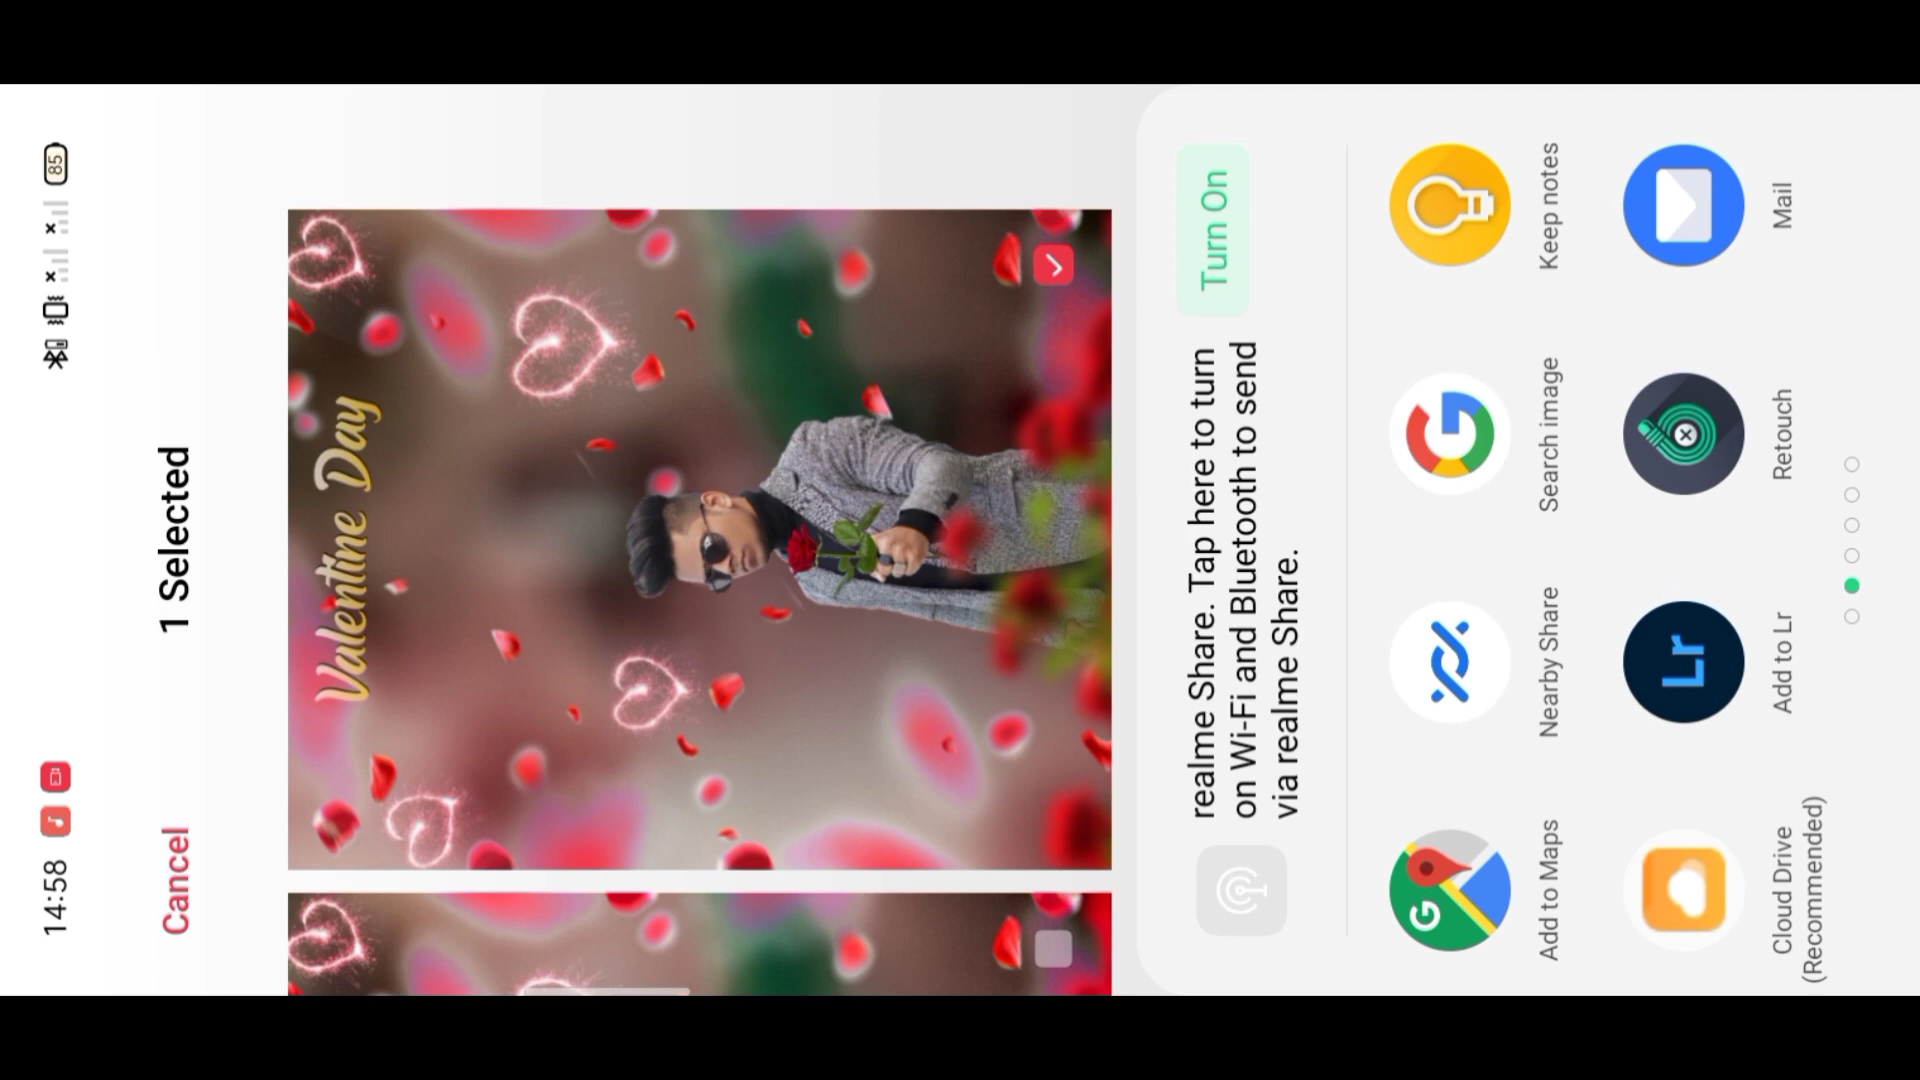 14:58
85
Cancel
1 Selected
Valentine Day
realme Share. Tap here to turn
on Wi-Fi and Bluetooth to send
via realme Share.
Turn On
G
Add to Maps
Nearby Share
G
Search image
Keep notes
Cloud Drive
(Recommended)
Lr
Add to Lr
Retouch
Mail